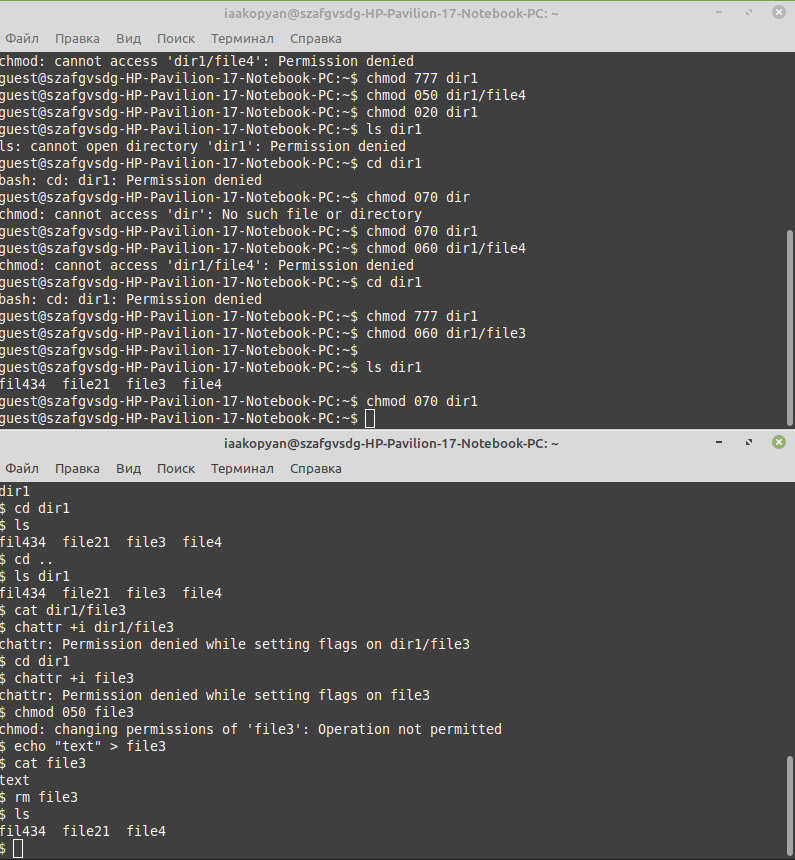 iaakopyan@szafgvsdg-HP-Pavilion-17-Notebook-PC: ~
Файл Правка Вид Поиск Терминал Справка
chmod: cannot access 'dir1/file4': Permission denied
guest@szafgvsdg-HP-Pavilion-17-Notebook-PC:~$ chmod 777 dir1
guest@szafgvsdg-HP-Pavilion-17-Notebook-PC:~$ chmod 050 dir1/file4
guest@szafgvsdg-HP-Pavilion-17-Notebook-PC:~$ chmod 020 dir1
guest@szafgvsdg-HP-Pavilion-17-Notebook-PC:~$ ls dir1
ls: cannot open directory 'dir1': Permission denied
guest@szafgvsdg-HP-Pavilion-17-Notebook-PC:~$ cd dir1
bash: cd: dir1: Permission denied
guest@szafgvsdg-HP-Pavilion-17-Notebook-PC:~$ chmod 070 dir
chmod: cannot access 'dir': No such file or directory
guest@szafgvsdg-HP-Pavilion-17-Notebook-PC:~$ chmod 070 dir1
guest@szafgvsdg-HP-Pavilion-17-Notebook-PC:~$ chmod 060 dir1/file4
chmod: cannot access 'dir1/file4': Permission denied
guest@szafgvsdg-HP-Pavilion-17-Notebook-PC:~$ cd dir1
bash: cd: dir1: Permission denied
guest@szafgvsdg-HP-Pavilion-17-Notebook-PC:~$ chmod 777 dir1
guest@szafgvsdg-HP-Pavilion-17-Notebook-PC:~$ chmod 060 dir1/file3
guest@szafgvsdg-HP-Pavilion-17-Notebook-PC:~$
guest@szafgvsdg-HP-Pavilion-17-Notebook-PC:~$ ls dir1
fil434 file21 file3 file4
guest@szafgvsdg-HP-Pavilion-17-Notebook-PC:~$ chmod 070 dir1
guest@szafgvsdg-HP-Pavilion-17-Notebook-PC:~$
iaakopyan@szafgvsdg-HP-Pavilion-17-Notebook-PC: ~
Файл Правка Вид Поиск Терминал Справка
dir1
$ cd dir1
$ ls
fil434 file21 file3 file4
$ cd ..
$ ls dir1
fil434 file21 file3 file4
$ cat dir1/file3
$ chattr +i dir1/file3
chattr: Permission denied while setting flags on dir1/file3
$ cd dir1
$ chattr +i file3
chattr: Permission denied while setting flags on file3
$ chmod 050 file3
chmod: changing permissions of 'file3': Operation not permitted
$ echo "text" > file3
$ cat file3
text
$ rm file3
$ ls
fil434 file21 file4
$